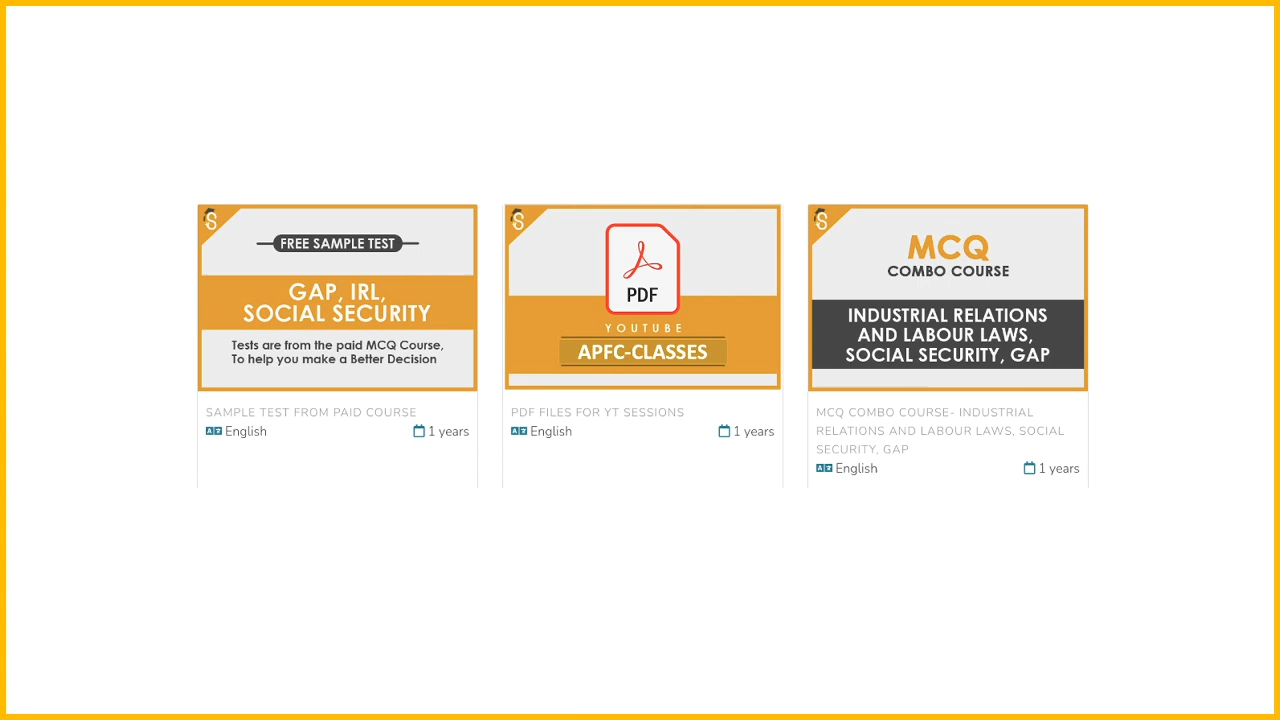 FREE SAMPLE TEST
GAP, IRL,
SOCIAL SECURITY
Tests are from the paid MCQ Course,
To help you make a Better Decision
SAMPLE TEST FROM PAID COURSE
English
1 years
PDF
YOUTUBE
APFC-CLASSES
PDF FILES FOR YT SESSIONS
English
1 years
MCQ
COMBO COURSE
INDUSTRIAL RELATIONS
AND LABOUR LAWS,
SOCIAL SECURITY, GAP
MCQ COMBO COURSE- INDUSTRIAL
RELATIONS AND LABOUR LAWS, SOCIAL
SECURITY, GAP
English
1 years